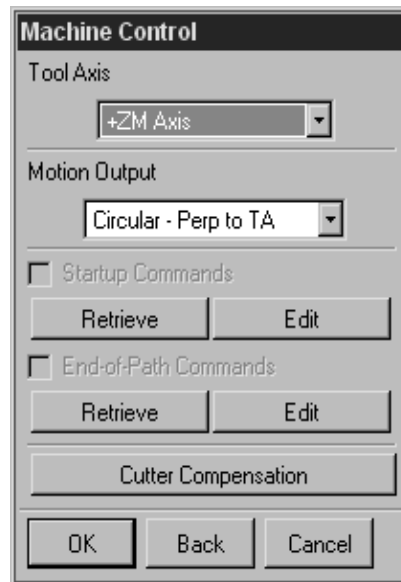 Machine Control
Tool Axis
+ZM Axis
Motion Output
Circular - Perp to TA
Startup Commands
Retrieve Edit
End-of-Path Commands
Retrieve Edit
Cutter Compensation
OK Back Cancel